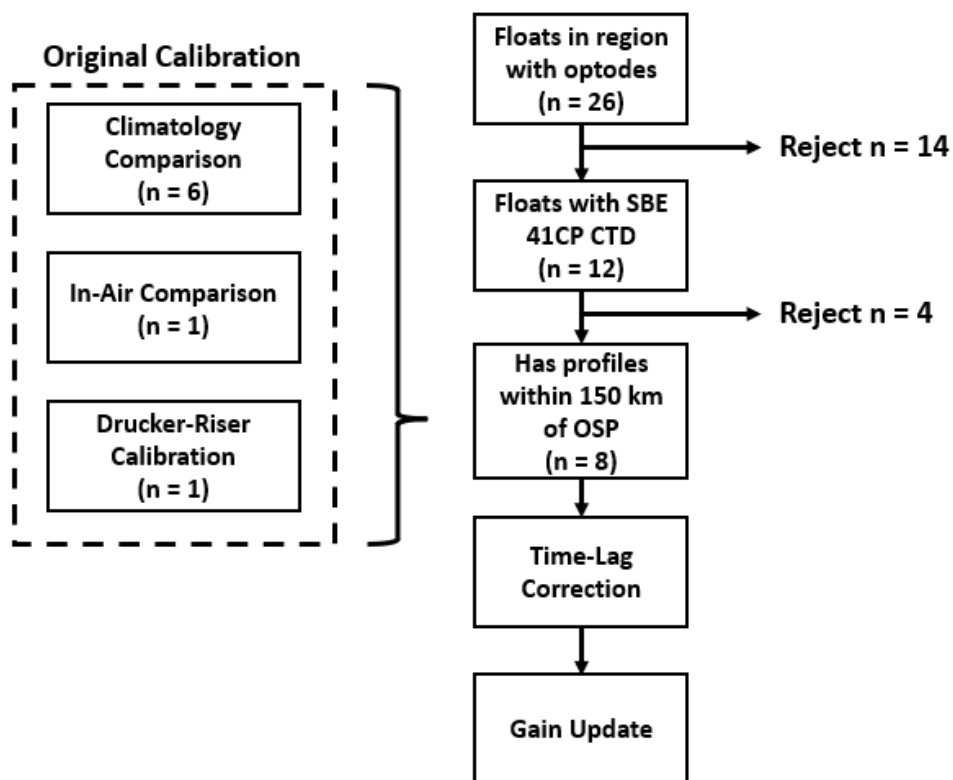 Original Calibration
Climatology
Comparison
(n = 6)
In-Air Comparison
(n = 1)
Drucker-Riser
Calibration
(n = 1)
Floats in region
with optodes
(n = 26)
Reject n = 14
Floats with SBE
41CP CTD
(n = 12)
Reject n = 4
Has profiles
within 150 km
of OSP
(n = 8)
Time-Lag
Correction
Gain Update